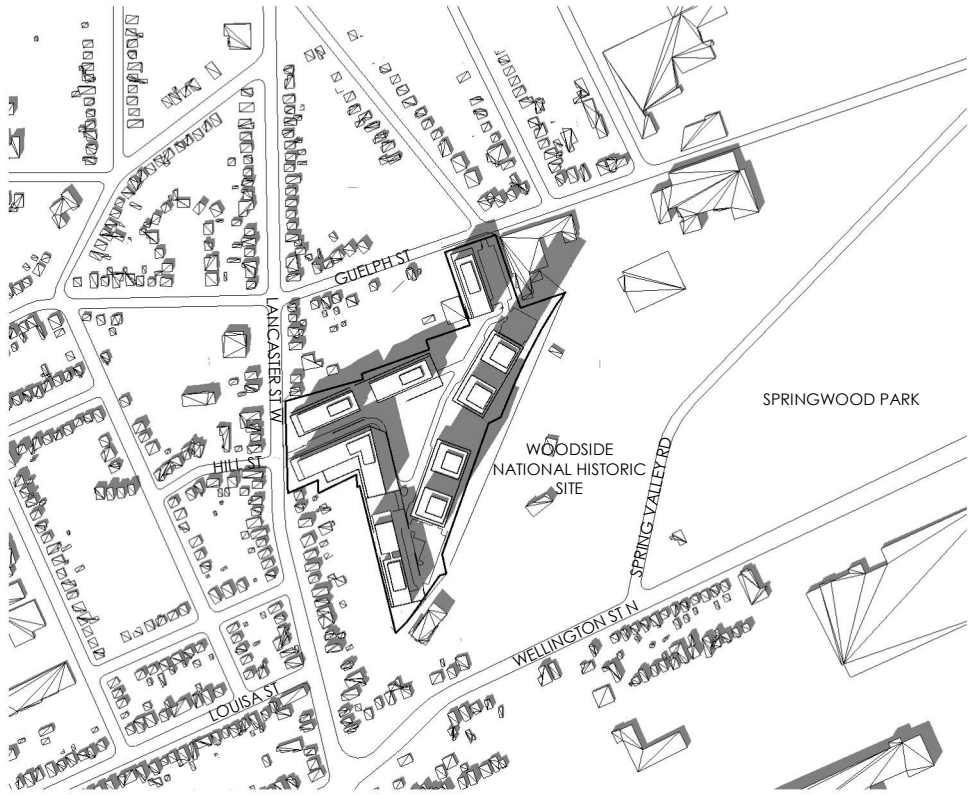 GUELPH ST
LANCASTER ST W
SPRINGWOOD PARK
HILL ST
WOODSIDE
NATIONAL HISTORIC
SITE
SPRING VALLEY RD
WELLINGTON ST N
LOUISA ST